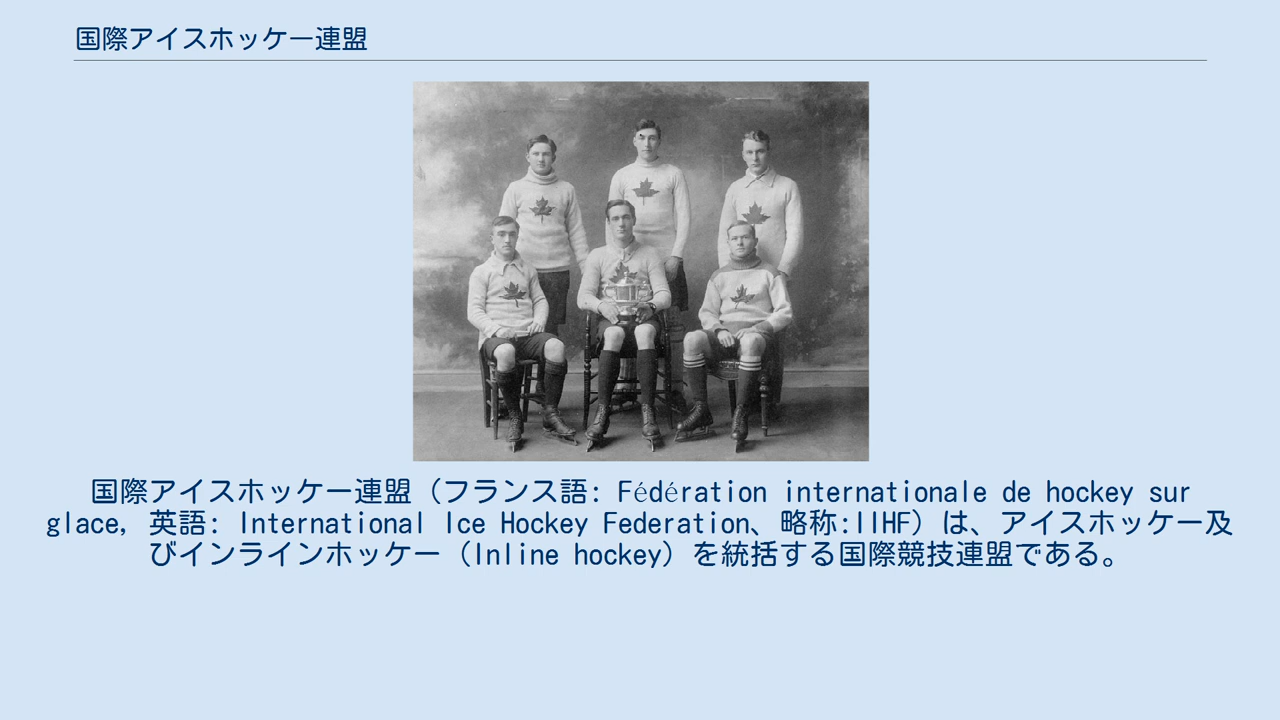 国際アイスホッケー連盟
国際アイスホッケー連盟（フランス語: Fédération internationale de hockey sur
glace, 英語: International Ice Hockey Federation、略称:IIHF）は、アイスホッケー及
びインラインホッケー（Inline hockey）を統括する国際競技連盟である。